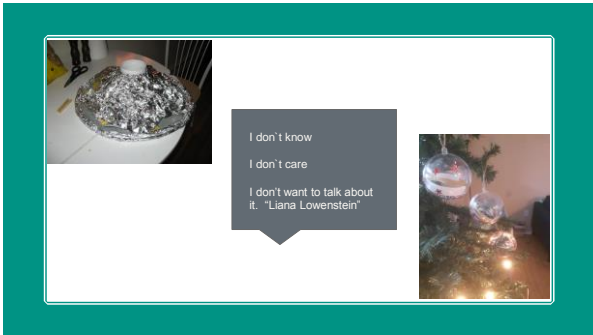 I don`t know
I don`t care
I don't want to talk about
it.  “Liana Lowenstein”